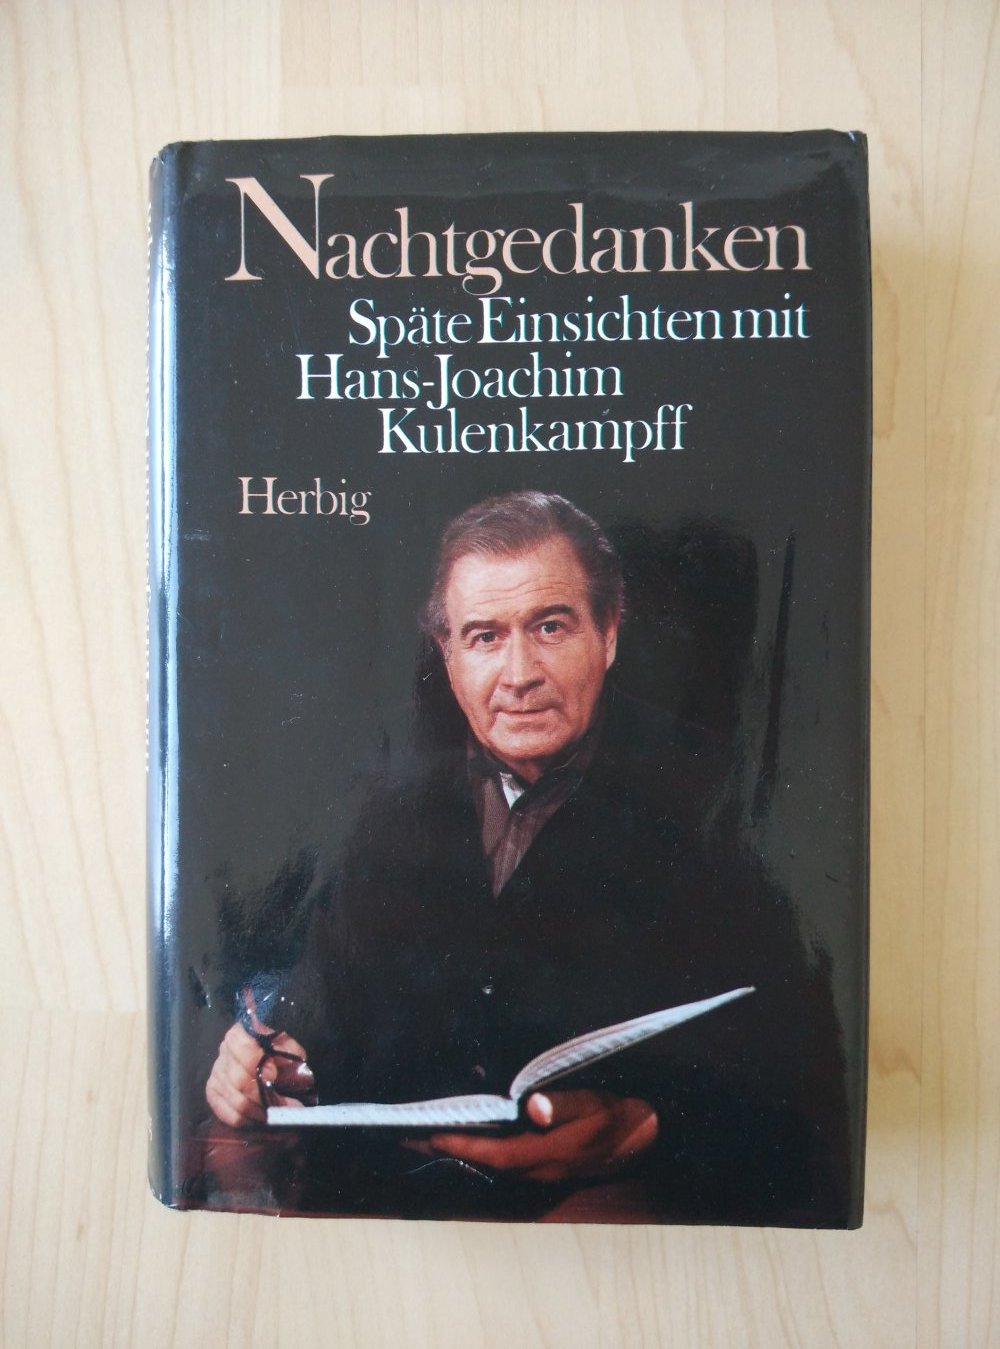 Nachtgedanken
Späte Einsichten mit
Hans-Joachim
Kulenkampff
Herbig